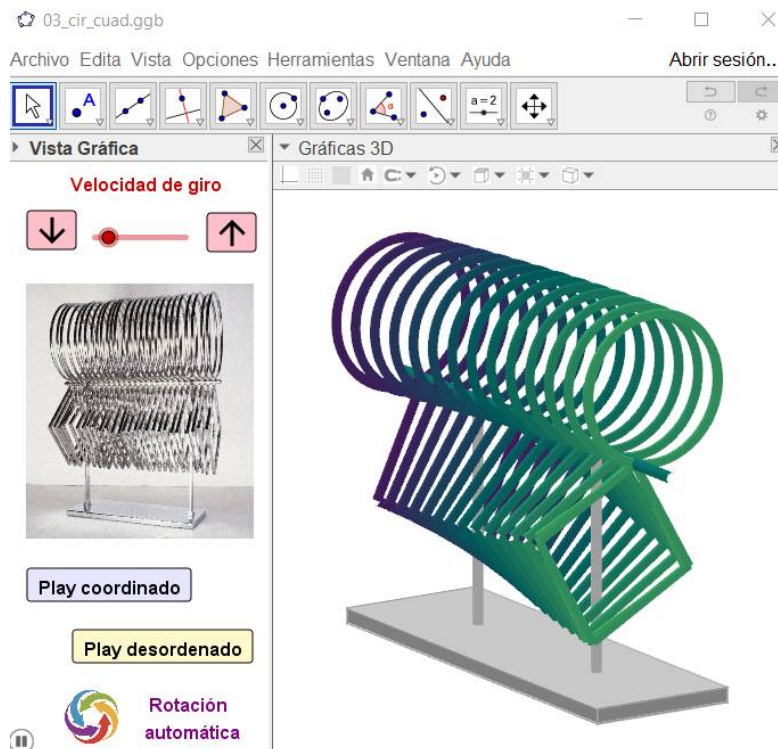 03_cir_cuad.ggb
Archivo Edita Vista Opciones Herramientas Ventana Ayuda
Abrir sesión...
A
α
a=2
Vista Gráfica
Gráficas 3D
Velocidad de giro
Play coordinado
Play desordenado
Rotación
automática